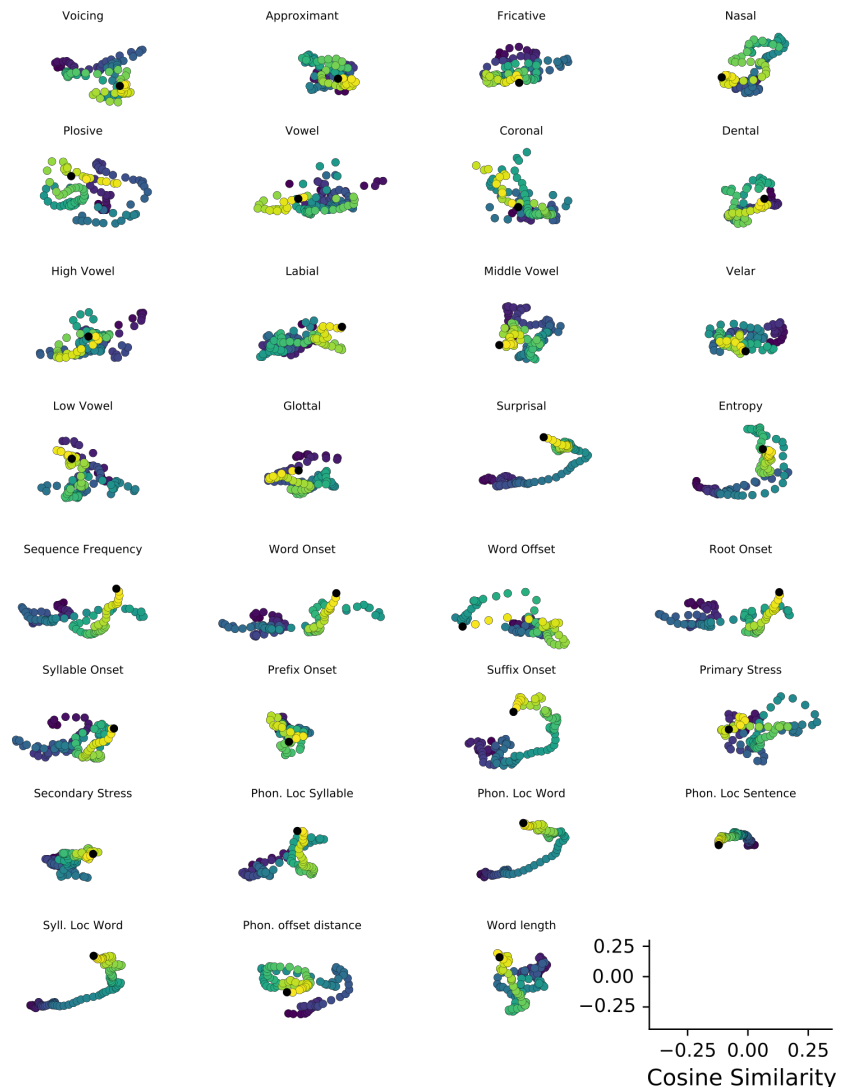 Voicing Approximant Fricative Nasal
Plosive Vowel Coronal Dental
High Vowel Labial Middle Vowel Velar
Low Vowel Glottal Surprisal Entropy
Sequence Frequency Word Onset Word Offset Root Onset
Syllable Onset Prefix Onset Suffix Onset Primary Stress
Secondary Stress Phon. Loc Syllable Phon. Loc Word Phon. Loc Sentence
Syll. Loc Word Phon. offset distance Word length
0.25
0.00
−0.25
−0.25 0.00 0.25
Cosine Similarity